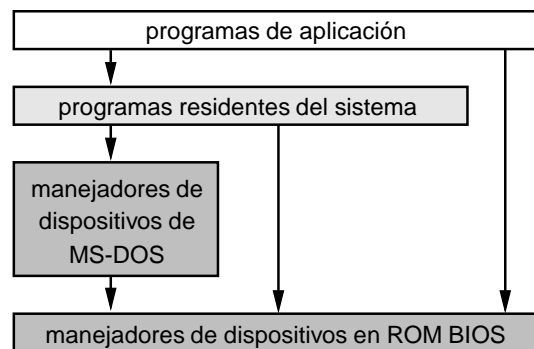 programas de aplicación
programas residentes del sistema
manejadores de
dispositivos de
MS-DOS
manejadores de dispositivos en ROM BIOS